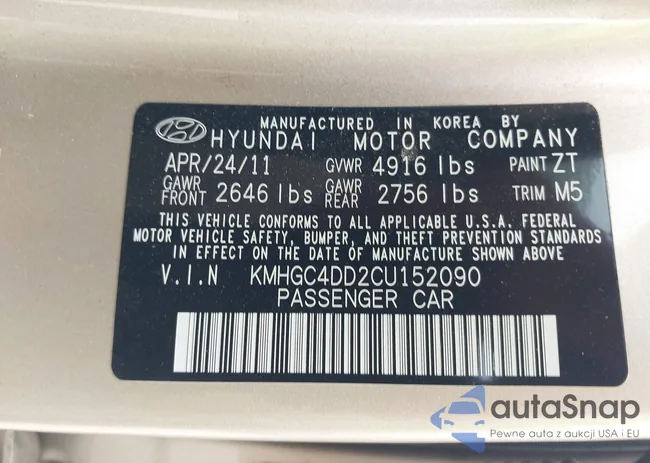 MANUFACTURED IN KOREA BY
HYUNDAI MOTOR COMPANY
APR/24/11 GVWR 4916 lbs PAINT ZT
GAWR FRONT 2646 lbs GAWR REAR 2756 lbs TRIM M5
THIS VEHICLE CONFORMS TO ALL APPLICABLE U.S.A. FEDERAL
MOTOR VEHICLE SAFETY, BUMPER, AND THEFT PREVENTION STANDARDS
IN EFFECT ON THE DATE OF MANUFACTURE SHOWN ABOVE
V.I.N KMHGC4DD2CU152090
PASSENGER CAR
autaSnap
Pewne auta z aukcji USA i EU